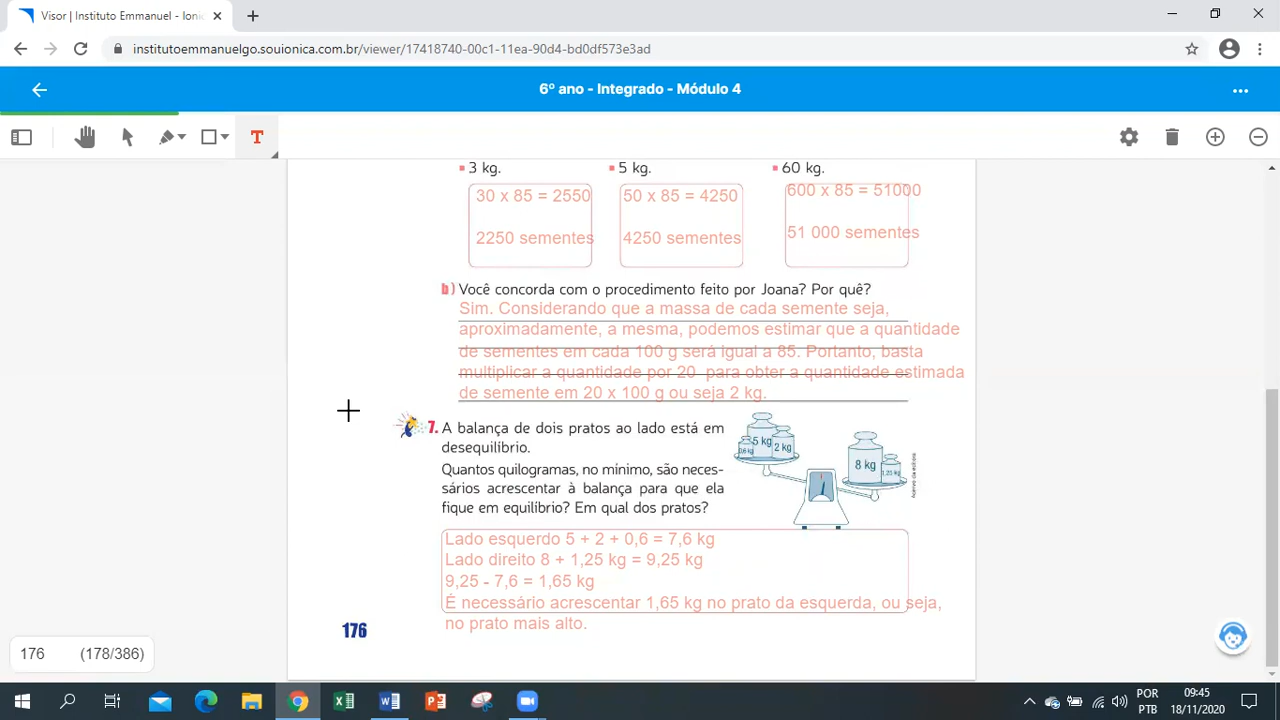 Visor | Instituto Emmanuel - Ioni
institutoemmanuelgo.souionica.com.br/viewer/17418740-00c1-11ea-90d4-bd0df573e3ad
6º ano - Integrado - Módulo 4
T
3 kg.
5 kg.
60 kg.
30 x 85 = 2550
50 x 85 = 4250
600 x 85 = 51000
2250 sementes
4250 sementes
51 000 sementes
b) Você concorda com o procedimento feito por Joana? Por quê?
Sim. Considerando que a massa de cada semente seja,
aproximadamente, a mesma, podemos estimar que a quantidade
de sementes em cada 100 g será igual a 85. Portanto, basta
multiplicar a quantidade por 20 para obter a quantidade estimada
de semente em 20 x 100 g ou seja 2 kg.
7. A balança de dois pratos ao lado está em
desequilíbrio.
Quantos quilogramas, no mínimo, são neces-
sários acrescentar à balança para que ela
fique em equilíbrio? Em qual dos pratos?
0,6 kg
5 kg
2 kg
8 kg
1,25 kg
Acervo da editora
Lado esquerdo 5 + 2 + 0,6 = 7,6 kg
Lado direito 8 + 1,25 kg = 9,25 kg
9,25 - 7,6 = 1,65 kg
É necessário acrescentar 1,65 kg no prato da esquerda, ou seja,
no prato mais alto.
176
176 (178/386)
POR
PTB
09:45
18/11/2020